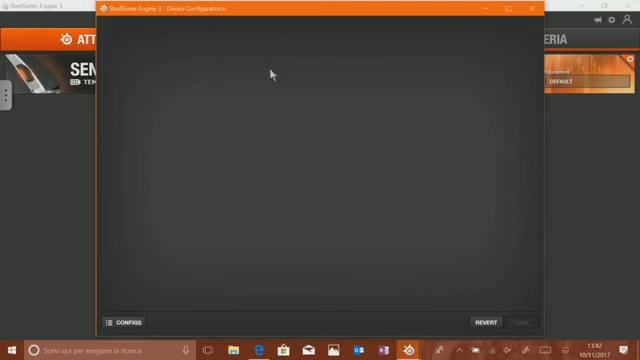 SteelSeries Engine 3
SteelSeries Engine 3 - Device Configurations:
ATT
ERIA
SEN
TEM
DEFAULT
CONFIGS
REVERT
Scrivi qui per eseguire la ricerca
13:42
10/11/2017